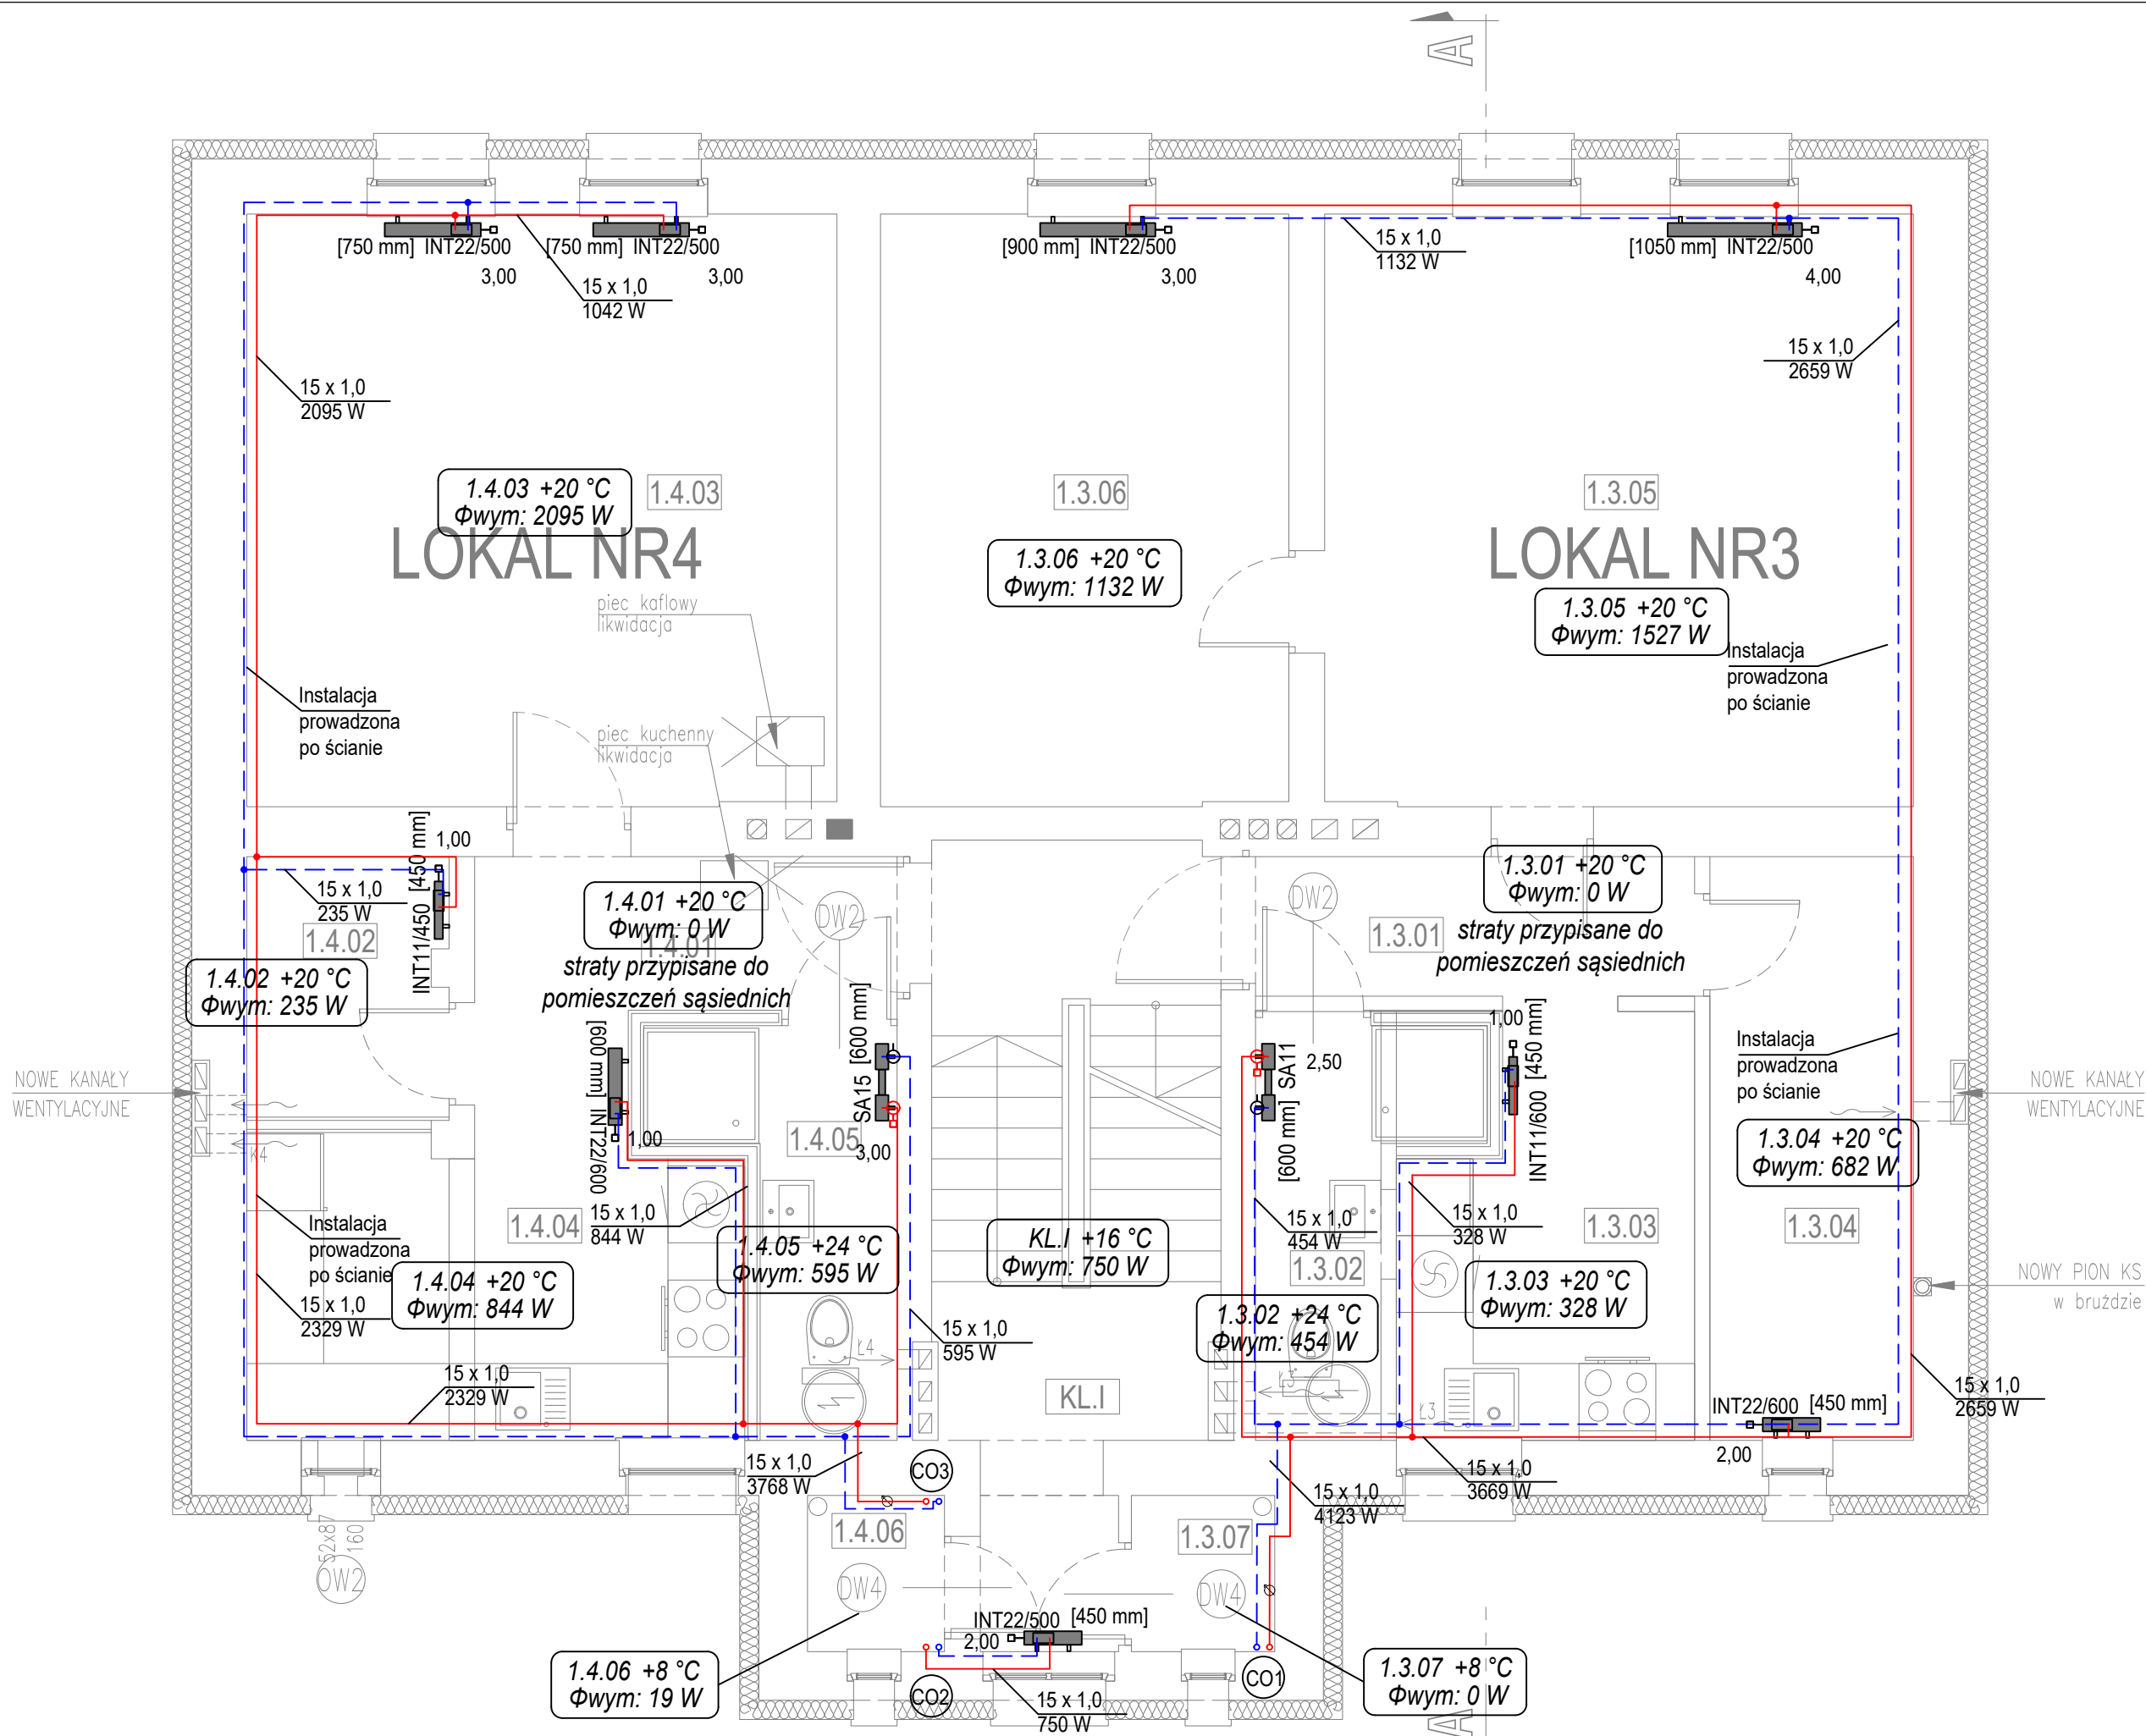 A
[750 mm] INT22/500
3,00
[750 mm] INT22/500
3,00
15 x 1,0
1042 W
[900 mm] INT22/500
3,00
15 x 1,0
1132 W
[1050 mm] INT22/500
4,00
15 x 1,0
2659 W
15 x 1,0
2095 W
1.4.03 +20 °C
Φwym: 2095 W
1.4.03
LOKAL NR4
1.3.06
1.3.06 +20 °C
Φwym: 1132 W
1.3.05
LOKAL NR3
1.3.05 +20 °C
Φwym: 1527 W
piec kaflowy
likwidacja
Instalacja
prowadzona
po ścianie
Instalacja
prowadzona
po ścianie
piec kuchenny
likwidacja
1,00
INT11/450 [450 mm]
15 x 1,0
235 W
1.4.02
1.4.02 +20 °C
Φwym: 235 W
1.4.01 +20 °C
Φwym: 0 W
1.4.01
straty przypisane do
pomieszczeń sąsiednich
DW2
DW2
1.3.01 +20 °C
Φwym: 0 W
1.3.01
straty przypisane do
pomieszczeń sąsiednich
NOWE KANAŁY
WENTYLACYJNE
K4
[600 mm] INT22/600
1,00
SA15 [600 mm]
3,00
1.4.05
[600 mm] SA11
2,50
1,00
INT11/600 [450 mm]
Instalacja
prowadzona
po ścianie
NOWE KANAŁY
WENTYLACYJNE
1.3.04 +20 °C
Φwym: 682 W
1.3.04
Instalacja
prowadzona
po ścianie
1.4.04
15 x 1,0
844 W
1.4.04 +20 °C
Φwym: 844 W
1.4.05 +24 °C
Φwym: 595 W
KL.I +16 °C
Φwym: 750 W
15 x 1,0
454 W
1.3.02
1.3.02 +24 °C
Φwym: 454 W
15 x 1,0
328 W
1.3.03
1.3.03 +20 °C
Φwym: 328 W
NOWY PION KS
w bruździe
15 x 1,0
2329 W
15 x 1,0
2329 W
Ł4
15 x 1,0
595 W
KL.I
Ł3
Ł3
INT22/600 [450 mm]
2,00
15 x 1,0
2659 W
15 x 1,0
3768 W
CO3
15 x 1,0
4123 W
15 x 1,0
3669 W
52x87
160
OW2
1.4.06
1.3.07
DW4
DW4
INT22/500 [450 mm]
2,00
1.4.06 +8 °C
Φwym: 19 W
CO2
15 x 1,0
750 W
CO1
1.3.07 +8 °C
Φwym: 0 W
A